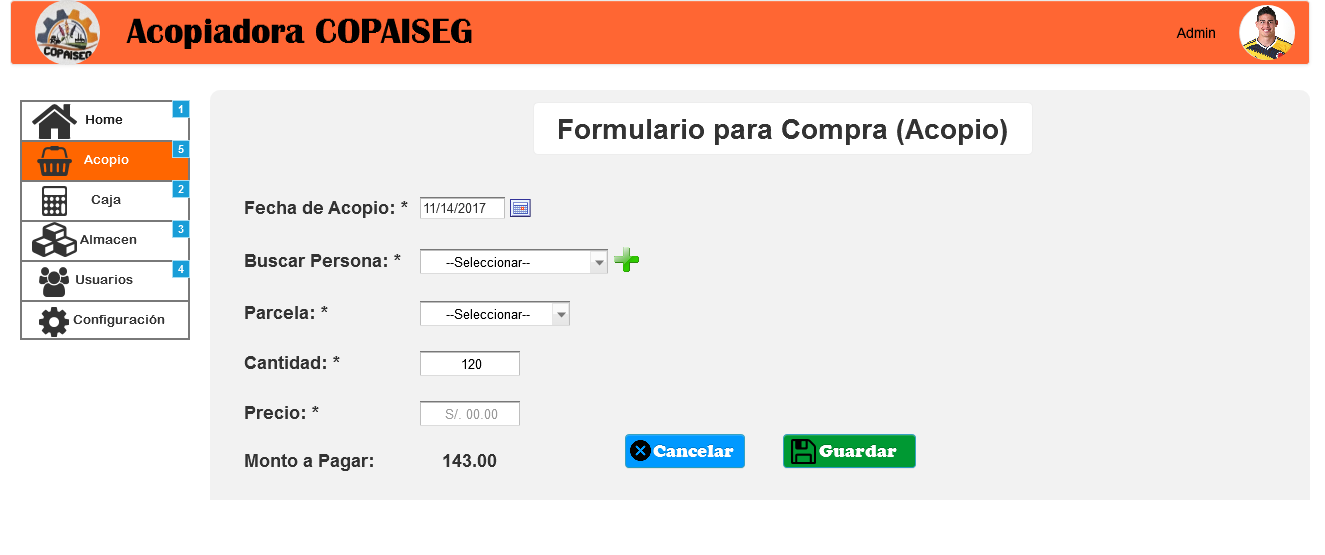 COPAISEG
Acopiadora COPAISEG
Admin
Home 1
Acopio 5
Caja 2
Almacen 3
Usuarios 4
Configuración
Formulario para Compra (Acopio)
Fecha de Acopio: * 11/14/2017
Buscar Persona: * --Seleccionar--
Parcela: * --Seleccionar--
Cantidad: * 120
Precio: * S/. 00.00
Monto a Pagar: 143.00
Cancelar
Guardar